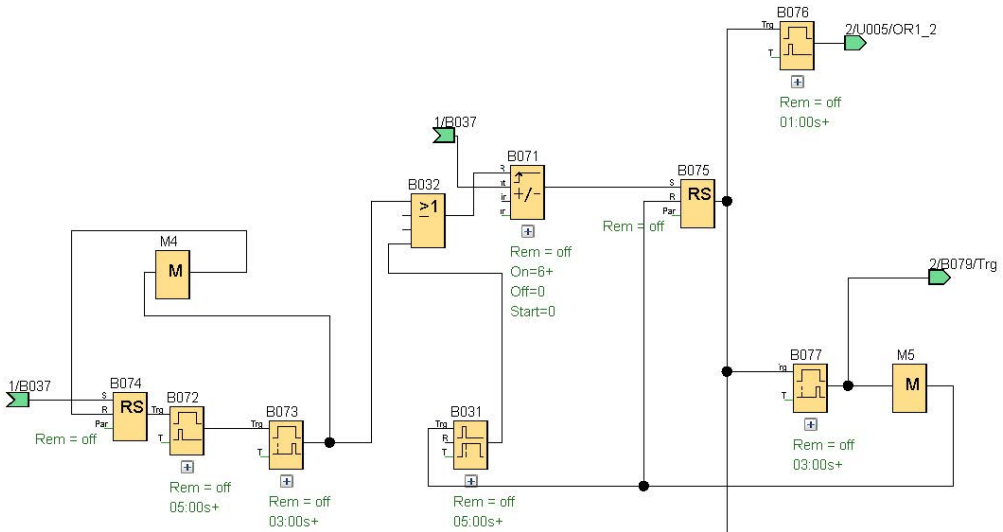 B076
2/U005/OR1_2
Trg
T
Rem = off
01:00s+
1/B037
B071
R
+/-
B032
≥1
B075
S
R
RS
Par
Rem = off
Rem = off
On=6+
Off=0
Start=0
M4
M
2/B079/Trg
B077
M5
T
M
1/B037
B074
S
R
RS
Par
Rem = off
B072
Trg
T
B073
Trg
T
B031
Trg
R
T
Rem = off
05:00s+
Rem = off
03:00s+
Rem = off
05:00s+
Rem = off
03:00s+